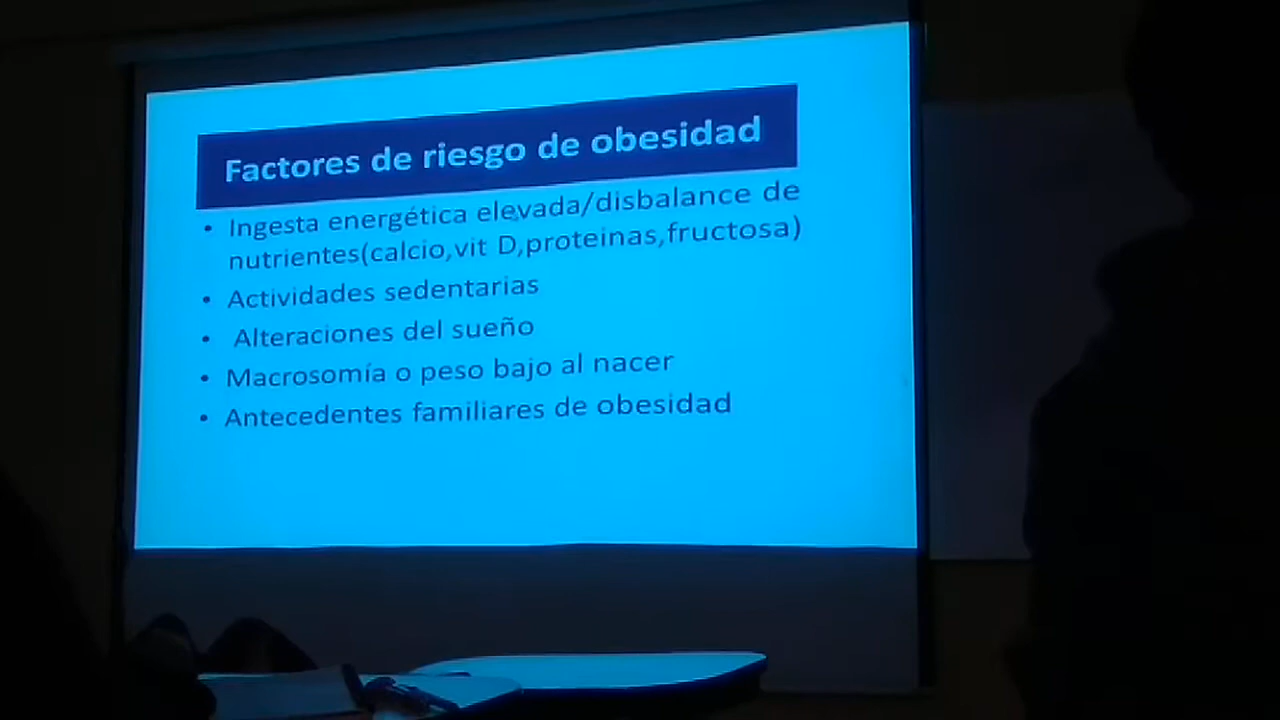 Factores de riesgo de obesidad
• Ingesta energética elevada/disbalance de
nutrientes(calcio,vit D,proteinas,fructosa)
• Actividades sedentarias
• Alteraciones del sueño
• Macrosomía o peso bajo al nacer
• Antecedentes familiares de obesidad